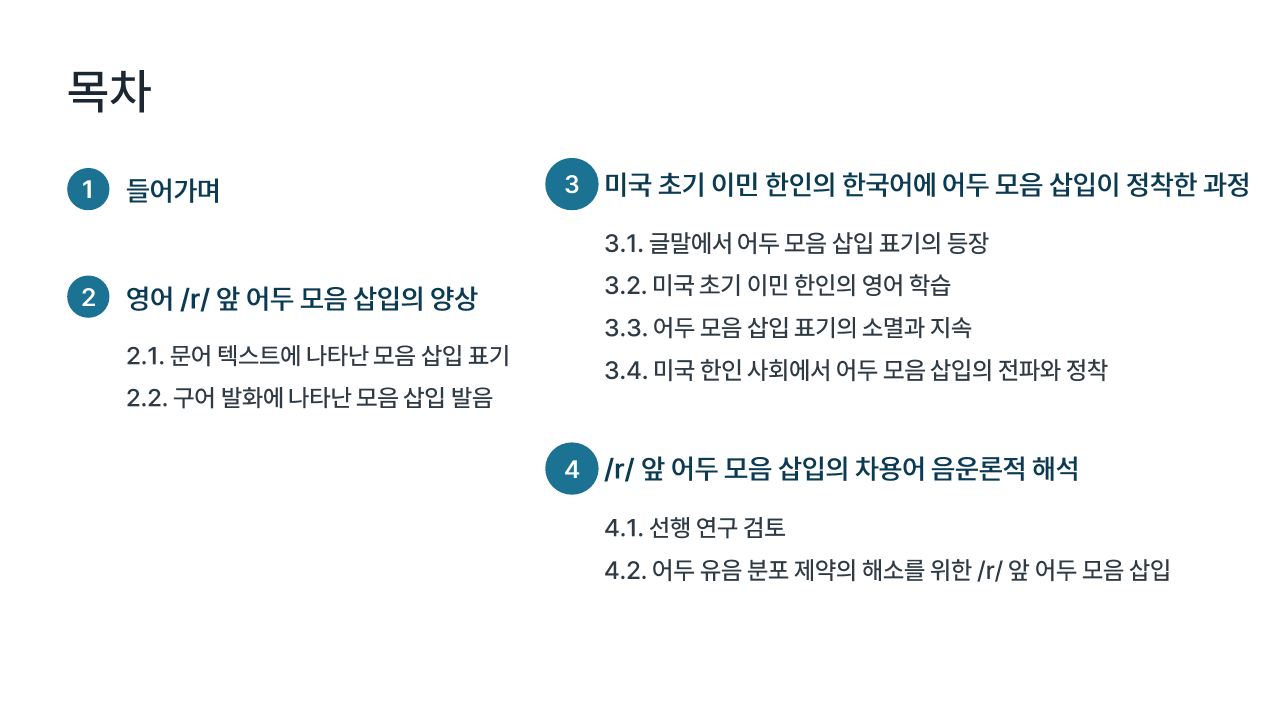 목차
1 들어가며
2 영어 /r/ 앞 어두 모음 삽입의 양상
2.1. 문어 텍스트에 나타난 모음 삽입 표기
2.2. 구어 발화에 나타난 모음 삽입 발음
3 미국 초기 이민 한인의 한국어에 어두 모음 삽입이 정착한 과정
3.1. 글말에서 어두 모음 삽입 표기의 등장
3.2. 미국 초기 이민 한인의 영어 학습
3.3. 어두 모음 삽입 표기의 소멸과 지속
3.4. 미국 한인 사회에서 어두 모음 삽입의 전파와 정착
4 /r/ 앞 어두 모음 삽입의 차용어 음운론적 해석
4.1. 선행 연구 검토
4.2. 어두 유음 분포 제약의 해소를 위한 /r/ 앞 어두 모음 삽입